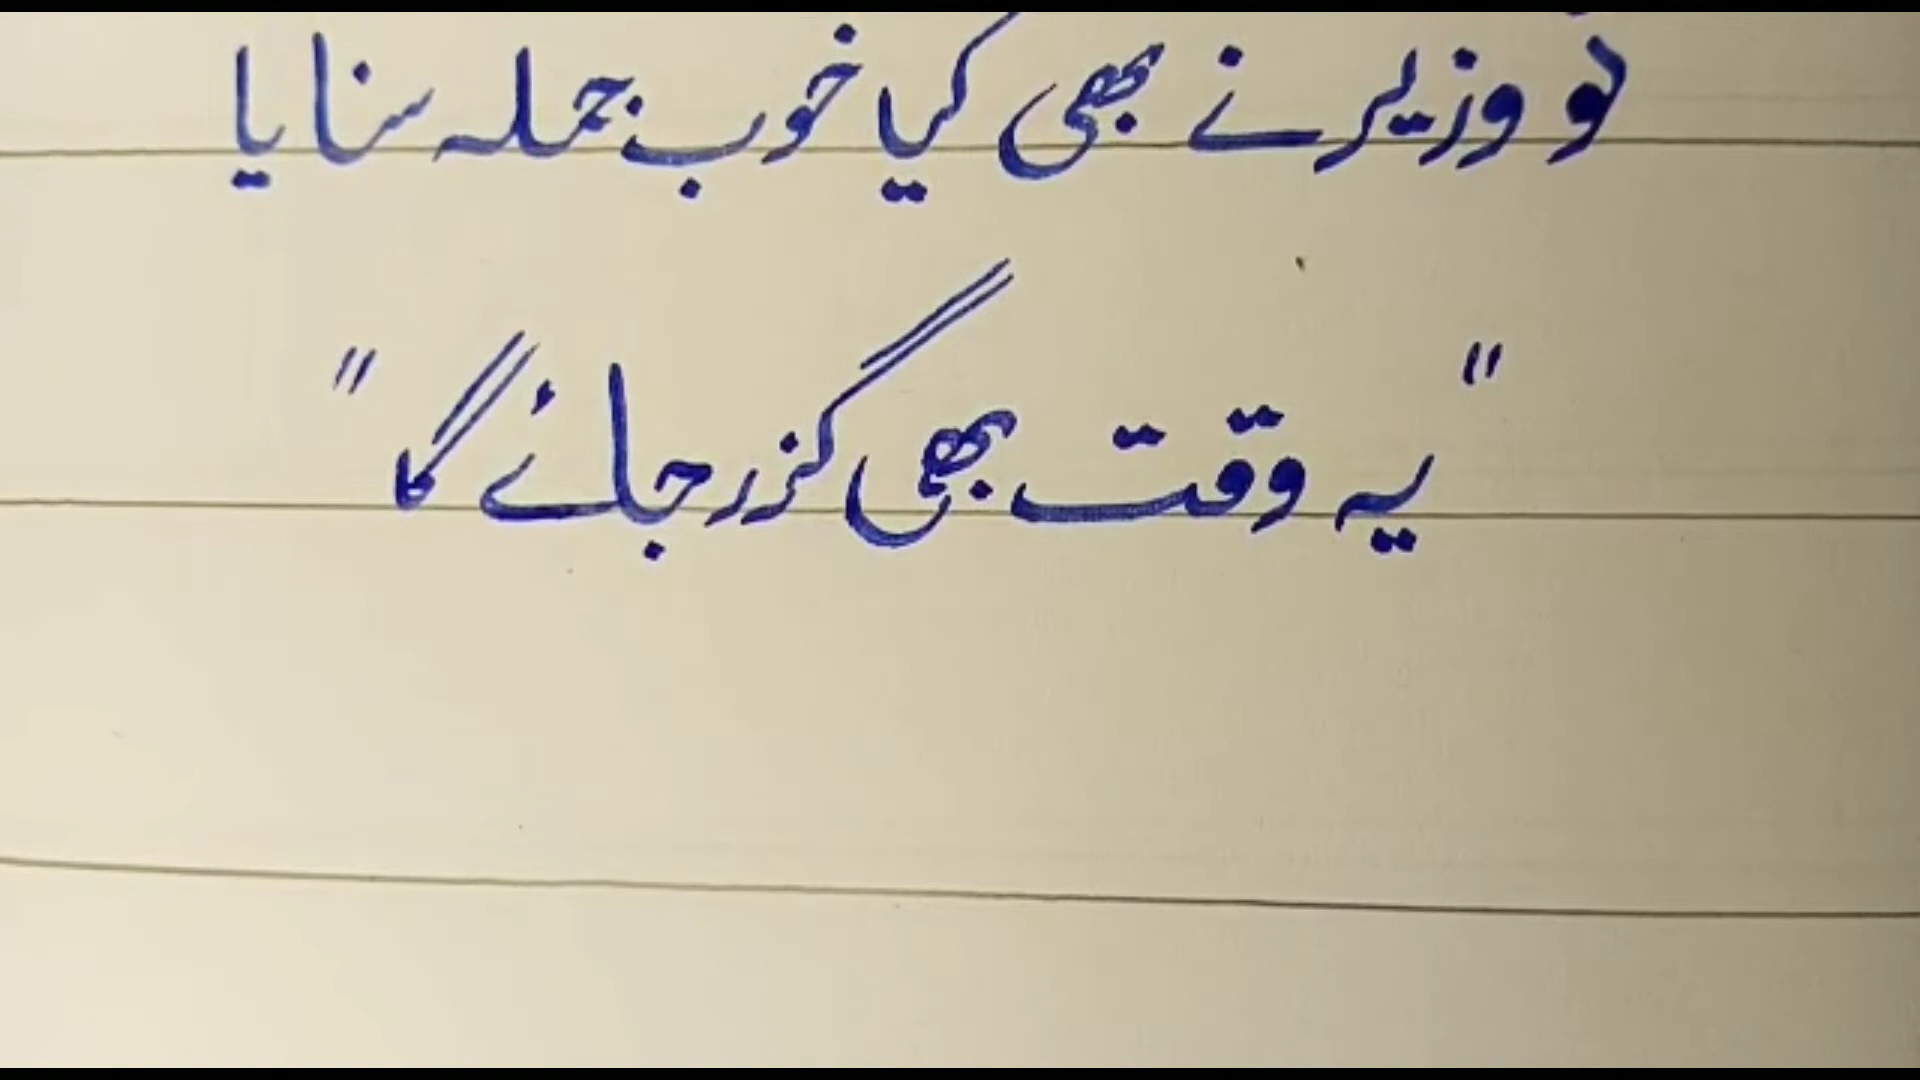 تو وزیر نے بھی کیا خوب جملہ سنایا
"یہ وقت بھی گزر جائے گا"